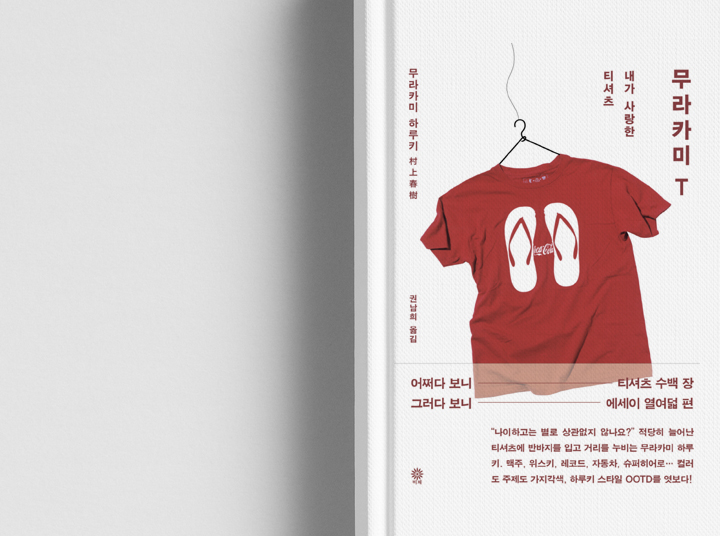 무라카미 T
내가 사랑한
티셔츠
무라카미 하루키 村上春樹
권남희 옮김
Coca-Cola
어쩌다 보니 티셔츠 수백 장
그러다 보니 에세이 열여덟 편
“나이하고는 별로 상관없지 않나요?” 적당히 늘어난
티셔츠에 반바지를 입고 거리를 누비는 무라카미 하루
키. 맥주, 위스키, 레코드, 자동차, 슈퍼히어로… 컬러
도 주제도 가지각색, 하루키 스타일 OOTD를 엿보다!
비채